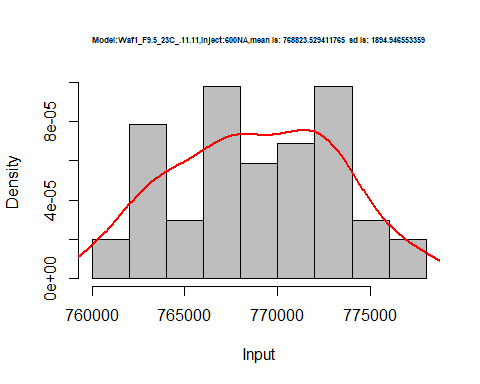 Model:Waf1_F9.5_23C_.11.11,Inject:600NA,mean is: 768823.529411765 sd is: 1894.946553359
Density
8e-05
4e-05
0e+00
760000 765000 770000 775000
Input